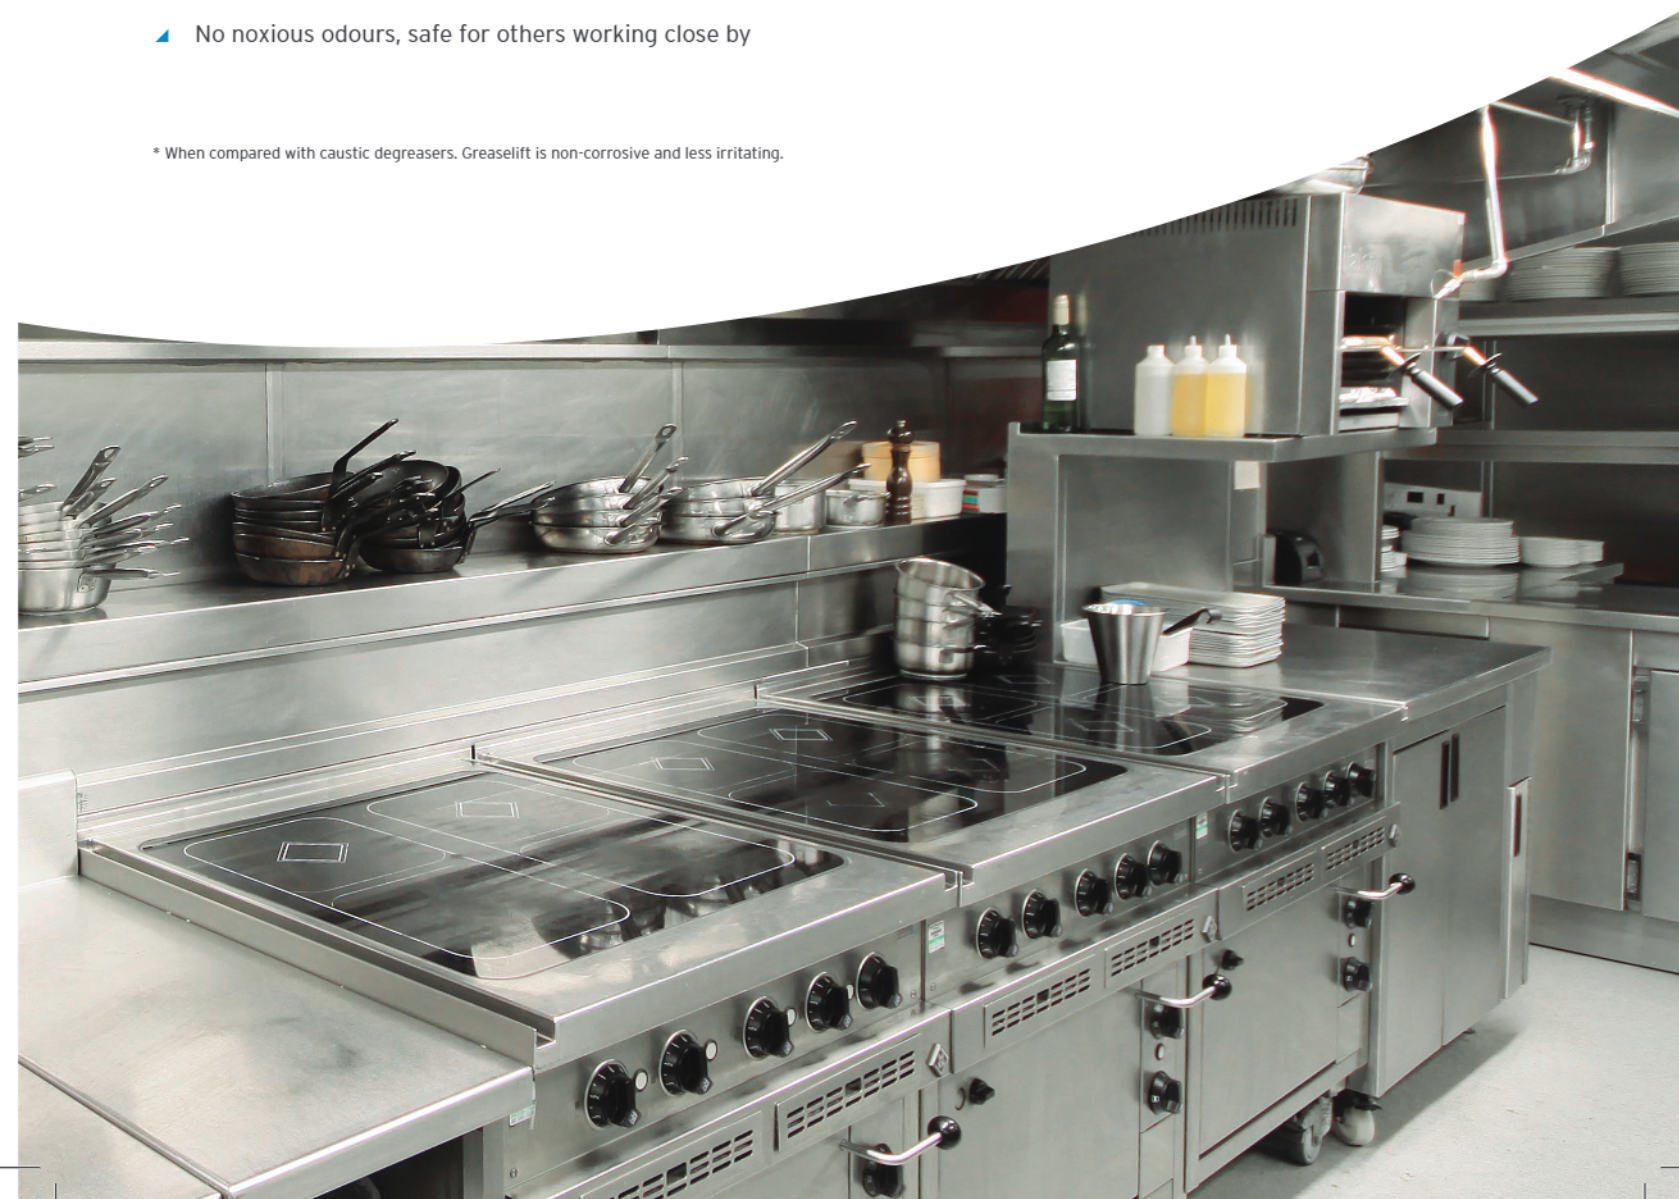 No noxious odours, safe for others working close by
* When compared with caustic degreasers. Greaselift is non-corrosive and less irritating.